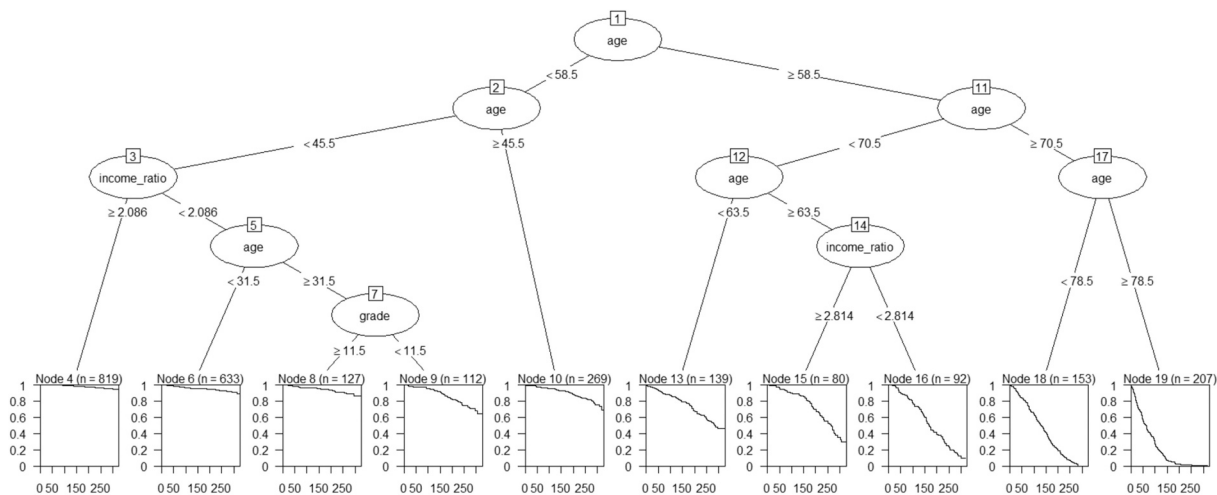 1
age
< 58.5
≥ 58.5
2
age
11
age
< 45.5
≥ 45.5
< 70.5
≥ 70.5
3
income_ratio
12
age
17
age
≥ 2.086
< 2.086
< 63.5
≥ 63.5
5
age
14
income_ratio
< 31.5
≥ 31.5
< 78.5
≥ 78.5
7
grade
≥ 2.814
< 2.814
≥ 11.5
< 11.5
Node 4 (n = 819) Node 6 (n = 633) Node 8 (n = 127) Node 9 (n = 112) Node 10 (n = 269) Node 13 (n = 139) Node 15 (n = 80) Node 16 (n = 92) Node 18 (n = 153) Node 19 (n = 207)
1 1 1 1 1 1 1 1 1 1
0.8 0.8 0.8 0.8 0.8 0.8 0.8 0.8 0.8 0.8
0.6 0.6 0.6 0.6 0.6 0.6 0.6 0.6 0.6 0.6
0.4 0.4 0.4 0.4 0.4 0.4 0.4 0.4 0.4 0.4
0.2 0.2 0.2 0.2 0.2 0.2 0.2 0.2 0.2 0.2
0 0 0 0 0 0 0 0 0 0
0 50 150 250 0 50 150 250 0 50 150 250 0 50 150 250 0 50 150 250 0 50 150 250 0 50 150 250 0 50 150 250 0 50 150 250 0 50 150 250